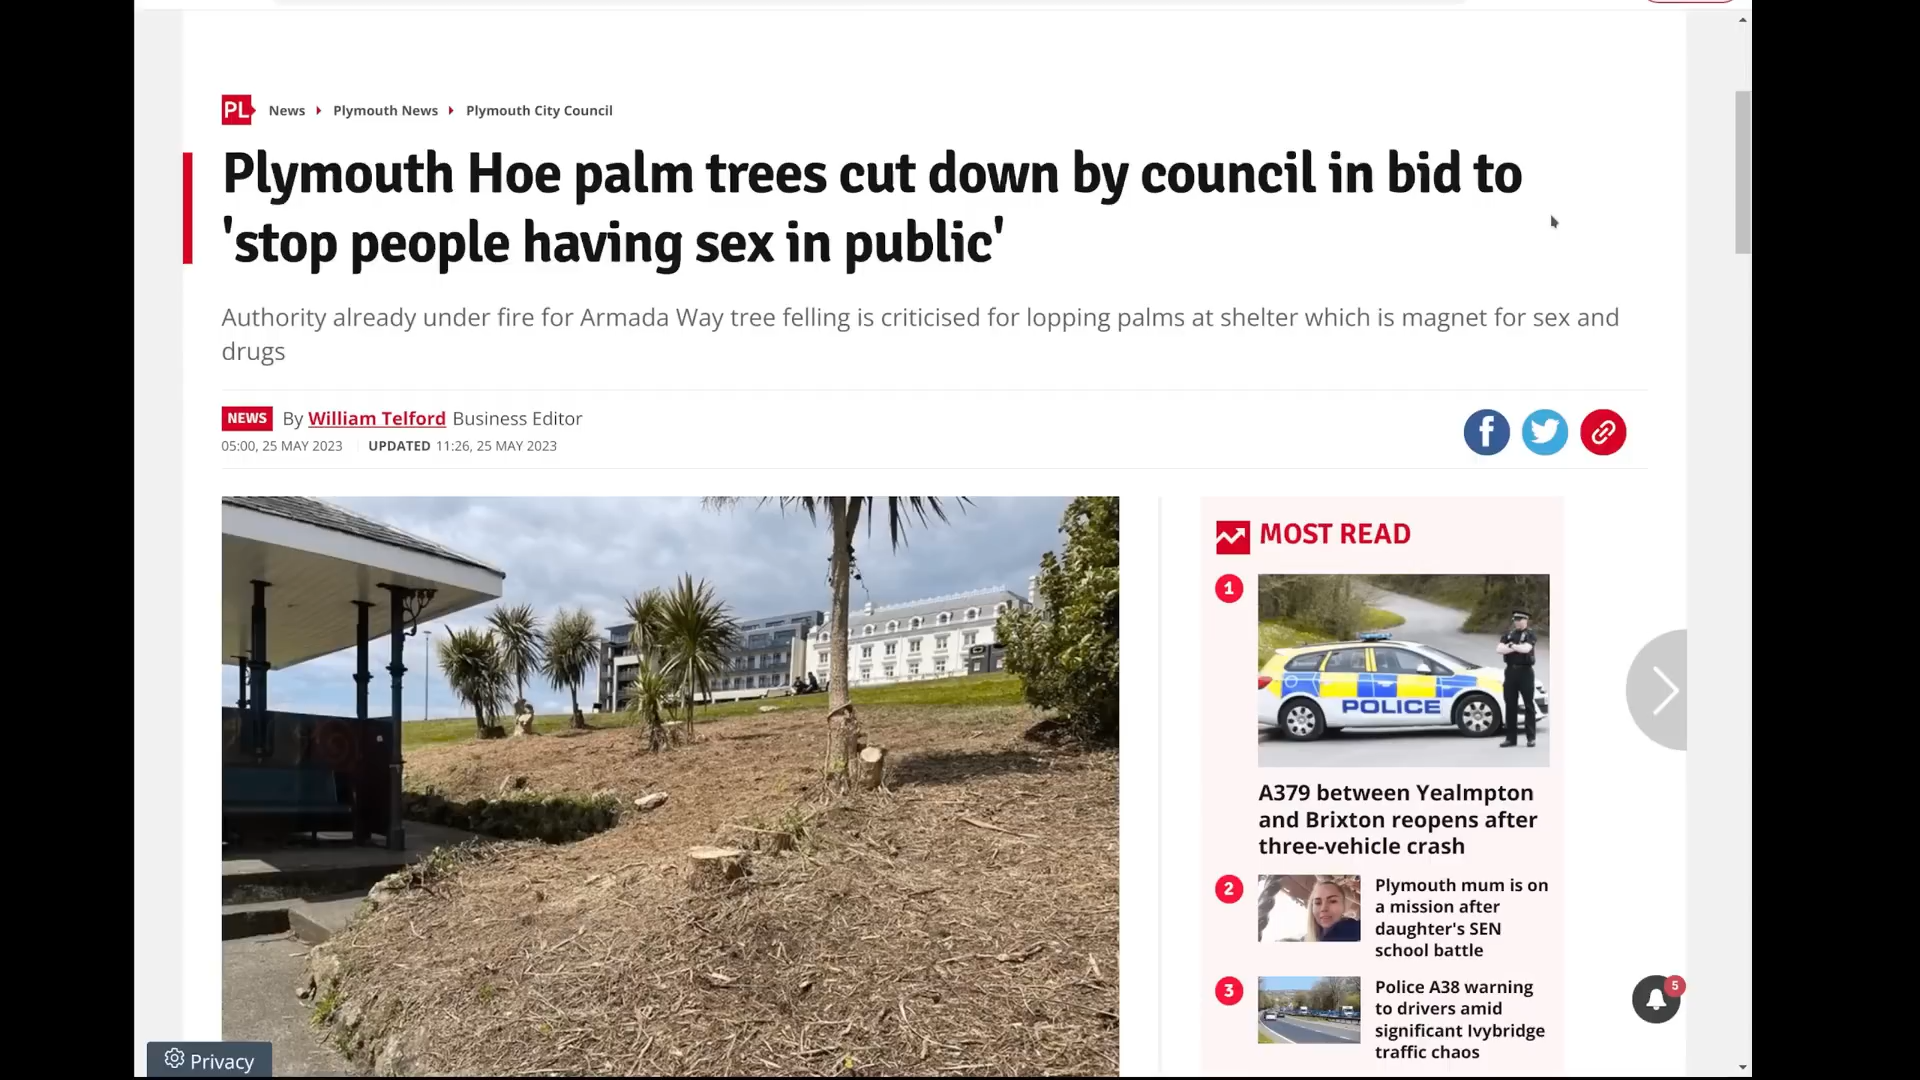 PL News Plymouth News Plymouth City Council
Plymouth Hoe palm trees cut down by council in bid to
'stop people having sex in public'
Authority already under fire for Armada Way tree felling is criticised for lopping palms at shelter which is magnet for sex and
drugs
NEWS By William Telford Business Editor
05:00, 25 MAY 2023 UPDATED 11:26, 25 MAY 2023
MOST READ
1
POLICE
A379 between Yealmpton
and Brixton reopens after
three-vehicle crash
2
Plymouth mum is on
a mission after
daughter's SEN
school battle
3
Police A38 warning
to drivers amid
significant Ivybridge
traffic chaos
5
Privacy